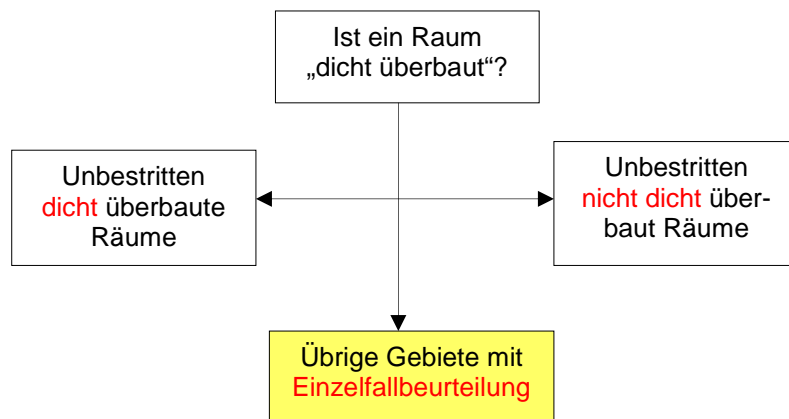 Ist ein Raum
„dicht überbaut“?
Unbestritten
dicht überbaute
Räume
Unbestritten
nicht dicht über-
baut Räume
Übrige Gebiete mit
Einzelfallbeurteilung